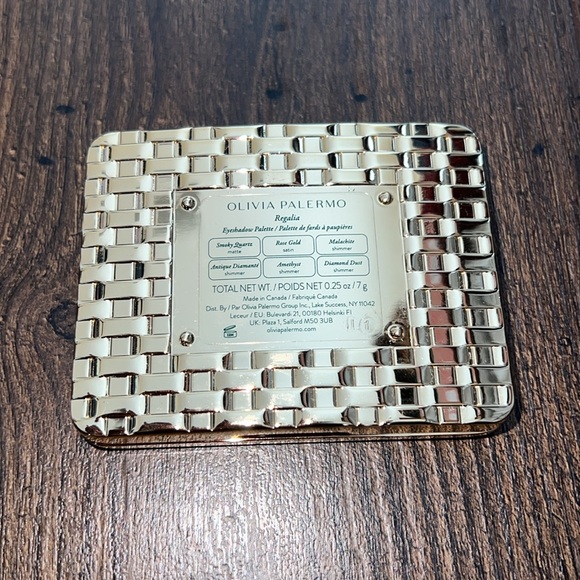 OLIVIA PALERMO
Regalia
Eyeshadow Palette / Palette de fards à paupières
Smoky Quartz Rose Gold Malachite
matte satin shimmer
Antique Diamanté Amethyst Diamond Dust
shimmer shimmer shimmer
TOTAL NET WT. / POIDS NET 0.25 oz / 7 g
Made in Canada / Fabriqué Canada
Dist. By / Par Oliva Palermo Group Inc., Lake Success, NY 11042
Leceur / EU: Bulevardi 21, 00180 Helsinki FI
UK: Plaza 1, Salford M50 3UB
oliviapalermo.com